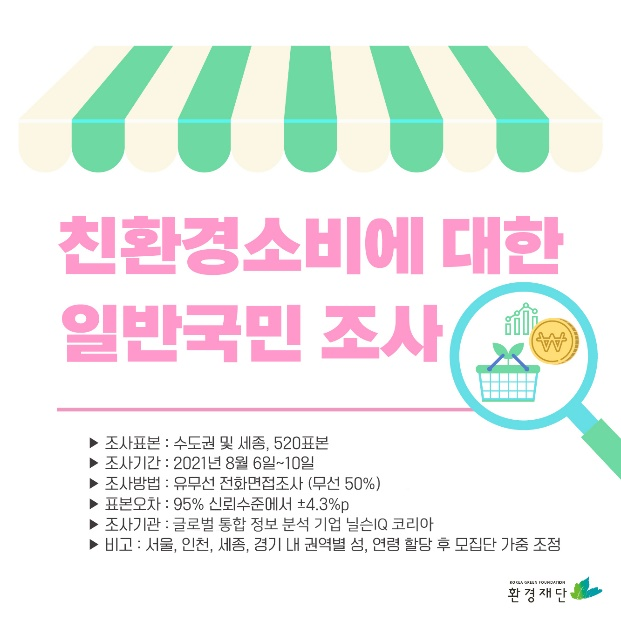 친환경소비에 대한
일반국민 조사
▶ 조사표본 : 수도권 및 세종, 520표본
▶ 조사기간 : 2021년 8월 6일~10일
▶ 조사방법 : 유무선 전화면접조사 (무선 50%)
▶ 표본오차 : 95% 신뢰수준에서 ±4.3%p
▶ 조사기관 : 글로벌 통합 정보 분석 기업 닐슨IQ 코리아
▶ 비고 : 서울, 인천, 세종, 경기 내 권역별 성, 연령 할당 후 모집단 가중 조정
KOREA GREEN FOUNDATION
환경재단